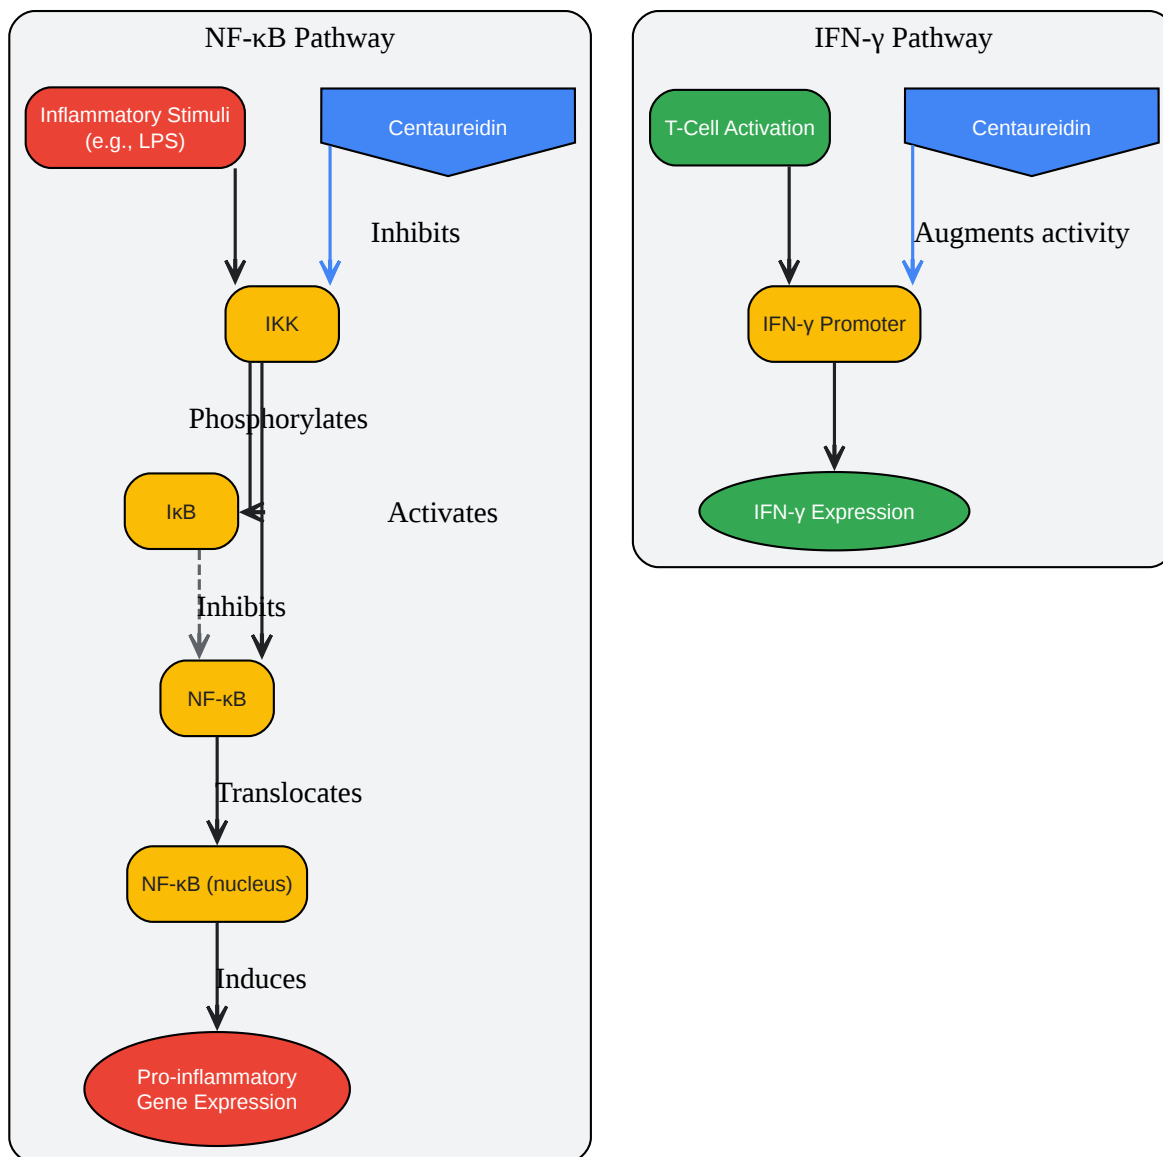 NF-κB Pathway
Inflammatory Stimuli
(e.g., LPS)
Centaureidin
Inhibits
IKK
Phosphorylates
IκB
Activates
Inhibits
NF-κB
Translocates
NF-κB (nucleus)
Induces
Pro-inflammatory
Gene Expression
IFN-γ Pathway
T-Cell Activation
Centaureidin
Augments activity
IFN-γ Promoter
IFN-γ Expression